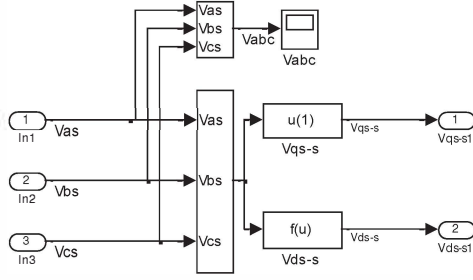 Vas
Vbs
Vcs
Vabc
Vabc
1
In1
Vas
Vas
u(1)
Vqs-s
Vqs-s
1
Vqs-s1
2
In2
Vbs
Vbs
3
In3
Vcs
Vcs
f(u)
Vds-s
Vds-s
2
Vds-s1